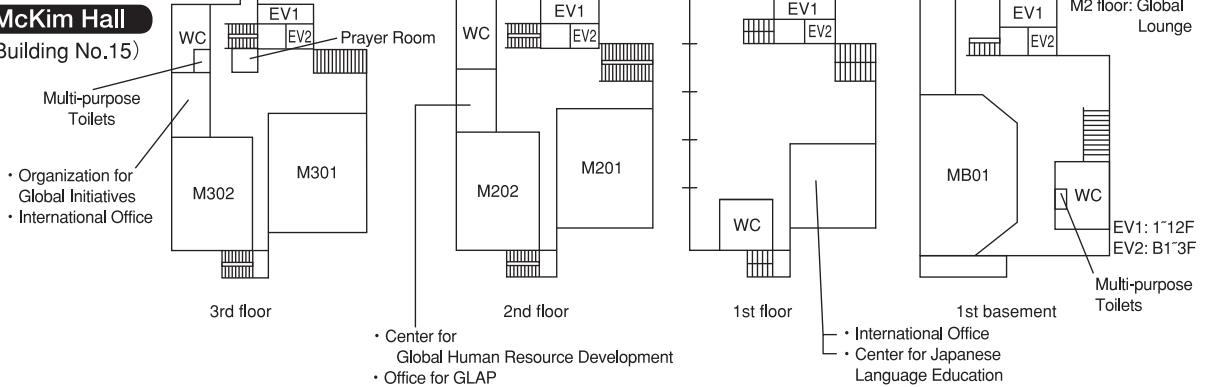 McKim Hall
Building No.15)
WC
EV1
EV2
Prayer Room
Multi-purpose
Toilets
・Organization for
Global Initiatives
・International Office
M302
M301
3rd floor
WC
EV1
EV2
M202
M201
2nd floor
・Center for
Global Human Resource Development
・Office for GLAP
EV1
EV2
WC
1st floor
・International Office
・Center for Japanese
Language Education
EV1
EV2
M2 floor: Global
Lounge
MB01
WC
EV1: 1~12F
EV2: B1~3F
Multi-purpose
Toilets
1st basement